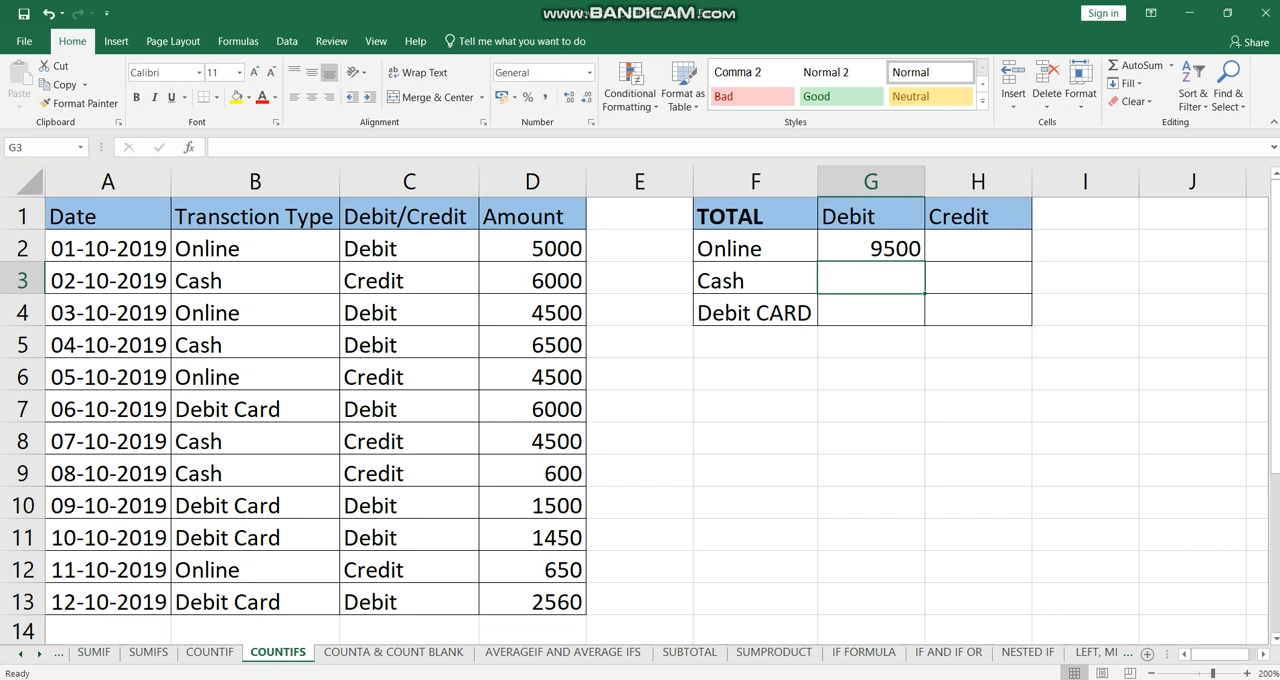 www.BANDICAM.com
Sign in
File Home Insert Page Layout Formulas Data Review View Help Tell me what you want to do Share
Paste Cut Copy Format Painter Clipboard
Calibri 11 B I U Font
Wrap Text Merge & Center Alignment
General % , Number
Conditional Formatting Format as Table
Comma 2 Normal 2 Normal
Bad Good Neutral
Styles
Insert Delete Format Cells
AutoSum Fill Clear Sort & Filter Find & Select Editing
G3 fx
A B C D E F G H I J
1 Date Transction Type Debit/Credit Amount TOTAL Debit Credit
2 01-10-2019 Online Debit 5000 Online 9500
3 02-10-2019 Cash Credit 6000 Cash
4 03-10-2019 Online Debit 4500 Debit CARD
5 04-10-2019 Cash Debit 6500
6 05-10-2019 Online Credit 4500
7 06-10-2019 Debit Card Debit 6000
8 07-10-2019 Cash Credit 4500
9 08-10-2019 Cash Credit 600
10 09-10-2019 Debit Card Debit 1500
11 10-10-2019 Debit Card Debit 1450
12 11-10-2019 Online Credit 650
13 12-10-2019 Debit Card Debit 2560
14
... SUMIF SUMIFS COUNTIF COUNTIFS COUNTA & COUNT BLANK AVERAGEIF AND AVERAGE IFS SUBTOTAL SUMPRODUCT IF FORMULA IF AND IF OR NESTED IF LEFT, MI ...
Ready 200%